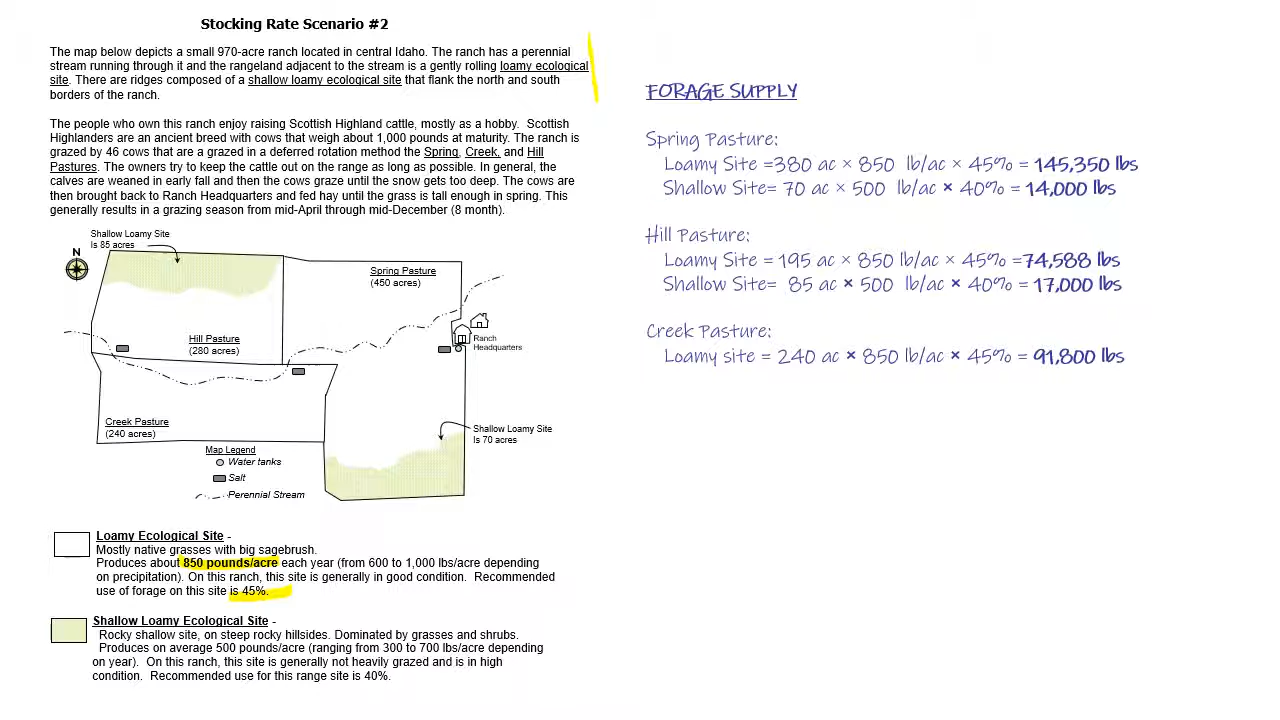 Stocking Rate Scenario #2
The map below depicts a small 970-acre ranch located in central Idaho. The ranch has a perennial
stream running through it and the rangeland adjacent to the stream is a gently rolling loamy ecological
site. There are ridges composed of a shallow loamy ecological site that flank the north and south
borders of the ranch.
The people who own this ranch enjoy raising Scottish Highland cattle, mostly as a hobby. Scottish
Highlanders are an ancient breed with cows that weigh about 1,000 pounds at maturity. The ranch is
grazed by 46 cows that are a grazed in a deferred rotation method the Spring, Creek, and Hill
Pastures. The owners try to keep the cattle out on the range as long as possible. In general, the
calves are weaned in early fall and then the cows graze until the snow gets too deep. The cows are
then brought back to Ranch Headquarters and fed hay until the grass is tall enough in spring. This
generally results in a grazing season from mid-April through mid-December (8 month).
Shallow Loamy Site
Is 85 acres
N
Spring Pasture
(450 acres)
Hill Pasture
(280 acres)
Ranch
Headquarters
Creek Pasture
(240 acres)
Shallow Loamy Site
Is 70 acres
Map Legend
Water tanks
Salt
Perennial Stream
Loamy Ecological Site -
Mostly native grasses with big sagebrush.
Produces about 850 pounds/acre each year (from 600 to 1,000 lbs/acre depending
on precipitation). On this ranch, this site is generally in good condition. Recommended
use of forage on this site is 45%.
Shallow Loamy Ecological Site -
Rocky shallow site, on steep rocky hillsides. Dominated by grasses and shrubs.
Produces on average 500 pounds/acre (ranging from 300 to 700 lbs/acre depending
on year). On this ranch, this site is generally not heavily grazed and is in high
condition. Recommended use for this range site is 40%.
FORAGE SUPPLY
Spring Pasture:
Loamy Site =380 ac × 850 lb/ac × 45% = 145,350 lbs
Shallow Site= 70 ac × 500 lb/ac × 40% = 14,000 lbs
Hill Pasture:
Loamy Site = 195 ac × 850 lb/ac × 45% =74,588 lbs
Shallow Site= 85 ac × 500 lb/ac × 40% = 17,000 lbs
Creek Pasture:
Loamy site = 240 ac × 850 lb/ac × 45% = 91,800 lbs